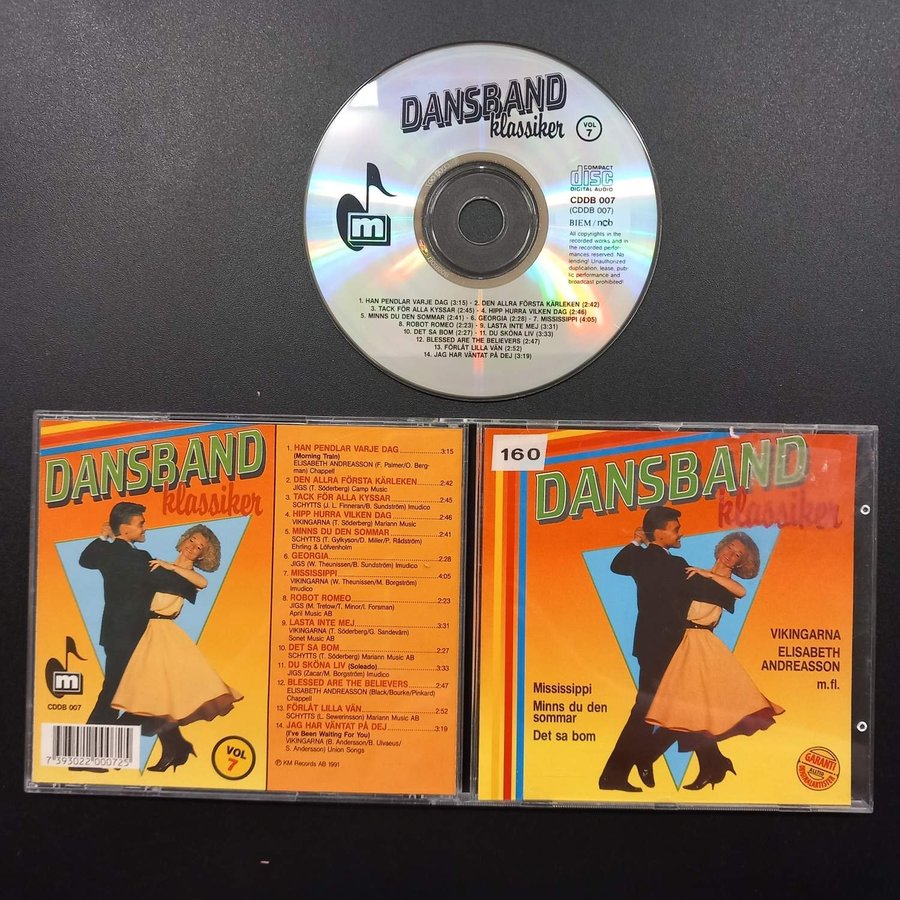 DANSBAND
klassiker
VOL
7
m
COMPACT
disc
DIGITAL AUDIO
CDDB 007
(CDDB 007)
BIEM / ncb
All copyrights in the
recorded works and in
the recorded perfor-
mances reserved. No
lending! Unauthorized
duplication, lease, pub-
lic performance and
broadcast prohibited!
1. HAN PENDLAR VARJE DAG (3:15) - 2. DEN ALLRA FÖRSTA KÄRLEKEN (2:42)
3. TACK FÖR ALLA KYSSAR (2:45) - 4. HIPP HURRA VILKEN DAG (2:46)
5. MINNS DU DEN SOMMAR (2:41) - 6. GEORGIA (2:28) - 7. MISSISSIPPI (4:05)
8. ROBOT ROMEO (2:23) - 9. LASTA INTE MEJ (3:31)
10. DET SA BOM (2:27) - 11. DU SKÖNA LIV (3:33)
12. BLESSED ARE THE BELIEVERS (2:47)
13. FÖRLÅT LILLA VÄN (2:52)
14. JAG HAR VÄNTAT PÅ DEJ (3:19)
DANSBAND
klassiker
m
CDDB 007
7 393022 000725
VOL
7
1. HAN PENDLAR VARJE DAG 3:15
(Morning Train)
ELISABETH ANDREASSON (F. Palmer/O. Berg-
man) Chappell
2. DEN ALLRA FÖRSTA KÄRLEKEN 2:42
JIGS (T. Söderberg) Camp Music
3. TACK FÖR ALLA KYSSAR 2:45
SCHYTTS (J. L. Finneran/B. Sundström) Imudico
4. HIPP HURRA VILKEN DAG 2:46
VIKINGARNA (T. Söderberg) Mariann Music
5. MINNS DU DEN SOMMAR 2:41
SCHYTTS (T. Gylkyson/D. Miller/P. Rådström)
Ehrling & Löfvenholm
6. GEORGIA 2:28
JIGS (W. Theunissen/B. Sundström) Imudico
7. MISSISSIPPI 4:05
VIKINGARNA (W. Theunissen/M. Borgström)
Imudico
8. ROBOT ROMEO 2:23
JIGS (M. Tretow/T. Minor/I. Forsman)
April Music AB
9. LASTA INTE MEJ 3:31
VIKINGARNA (T. Söderberg/G. Sandevärn)
Sonet Music AB
10. DET SA BOM 2:27
SCHYTTS (T. Söderberg) Mariann Music AB
11. DU SKÖNA LIV (Soleado) 3:33
JIGS (Zacar/M. Borgström) Imudico
12. BLESSED ARE THE BELIEVERS 2:47
ELISABETH ANDREASSON (Black/Bourke/Pinkard)
Chappell
13. FÖRLÅT LILLA VÄN 2:52
SCHYTTS (L. Sewerinsson) Mariann Music AB
14. JAG HAR VÄNTAT PÅ DEJ 3:19
(I've Been Waiting For You)
VIKINGARNA (B. Andersson/B. Ulvaeus/
S. Andersson) Union Songs
Ⓟ KM Records AB 1991
160
DANSBAND
klassiker
VIKINGARNA
ELISABETH
ANDREASSON
m.fl.
Mississippi
Minns du den
sommar
Det sa bom
GARANTI
ORIGINALARTISTER